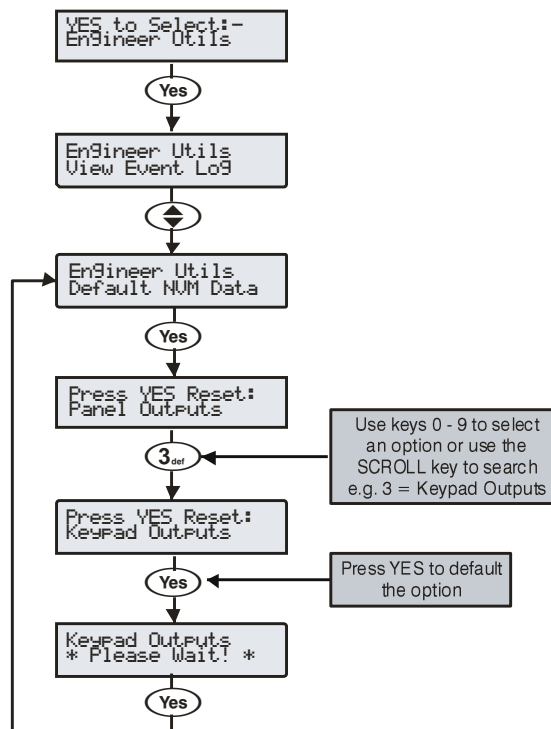 YES to Select:-
Engineer Utils
Yes
Engineer Utils
View Event Log
Engineer Utils
Default NVM Data
Yes
Press YES Reset:
Panel Outputs
3def
Use keys 0 - 9 to select
an option or use the
SCROLL key to search
e.g. 3 = Keypad Outputs
Press YES Reset:
Keypad Outputs
Yes
Press YES to default
the option
Keypad Outputs
* Please Wait! *
Yes